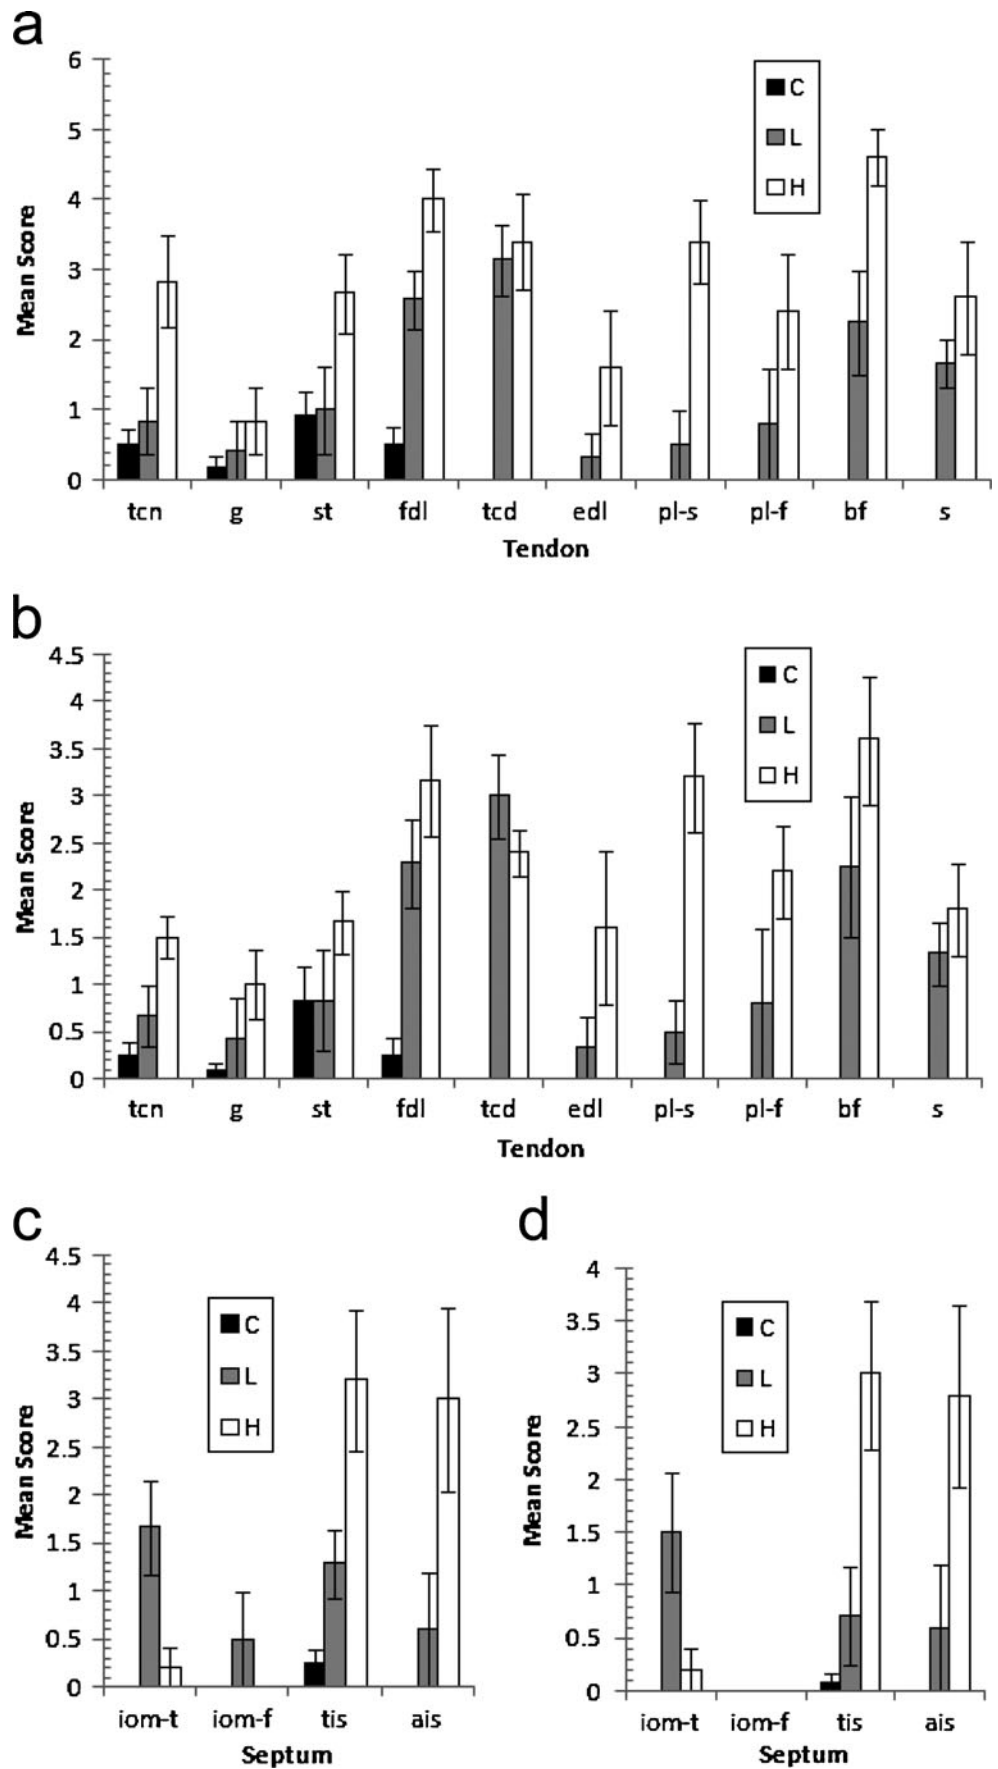 a
6
5
4
3
2
1
0
Mean Score
C
L
H
tcn g st fdl tcd edl pl-s pl-f bf s
Tendon
b
4.5
4
3.5
3
2.5
2
1.5
1
0.5
0
Mean Score
C
L
H
tcn g st fdl tcd edl pl-s pl-f bf s
Tendon
c
4.5
4
3.5
3
2.5
2
1.5
1
0.5
0
Mean Score
C
L
H
iom-t iom-f tis ais
Septum
d
4
3.5
3
2.5
2
1.5
1
0.5
0
Mean Score
C
L
H
iom-t iom-f tis ais
Septum